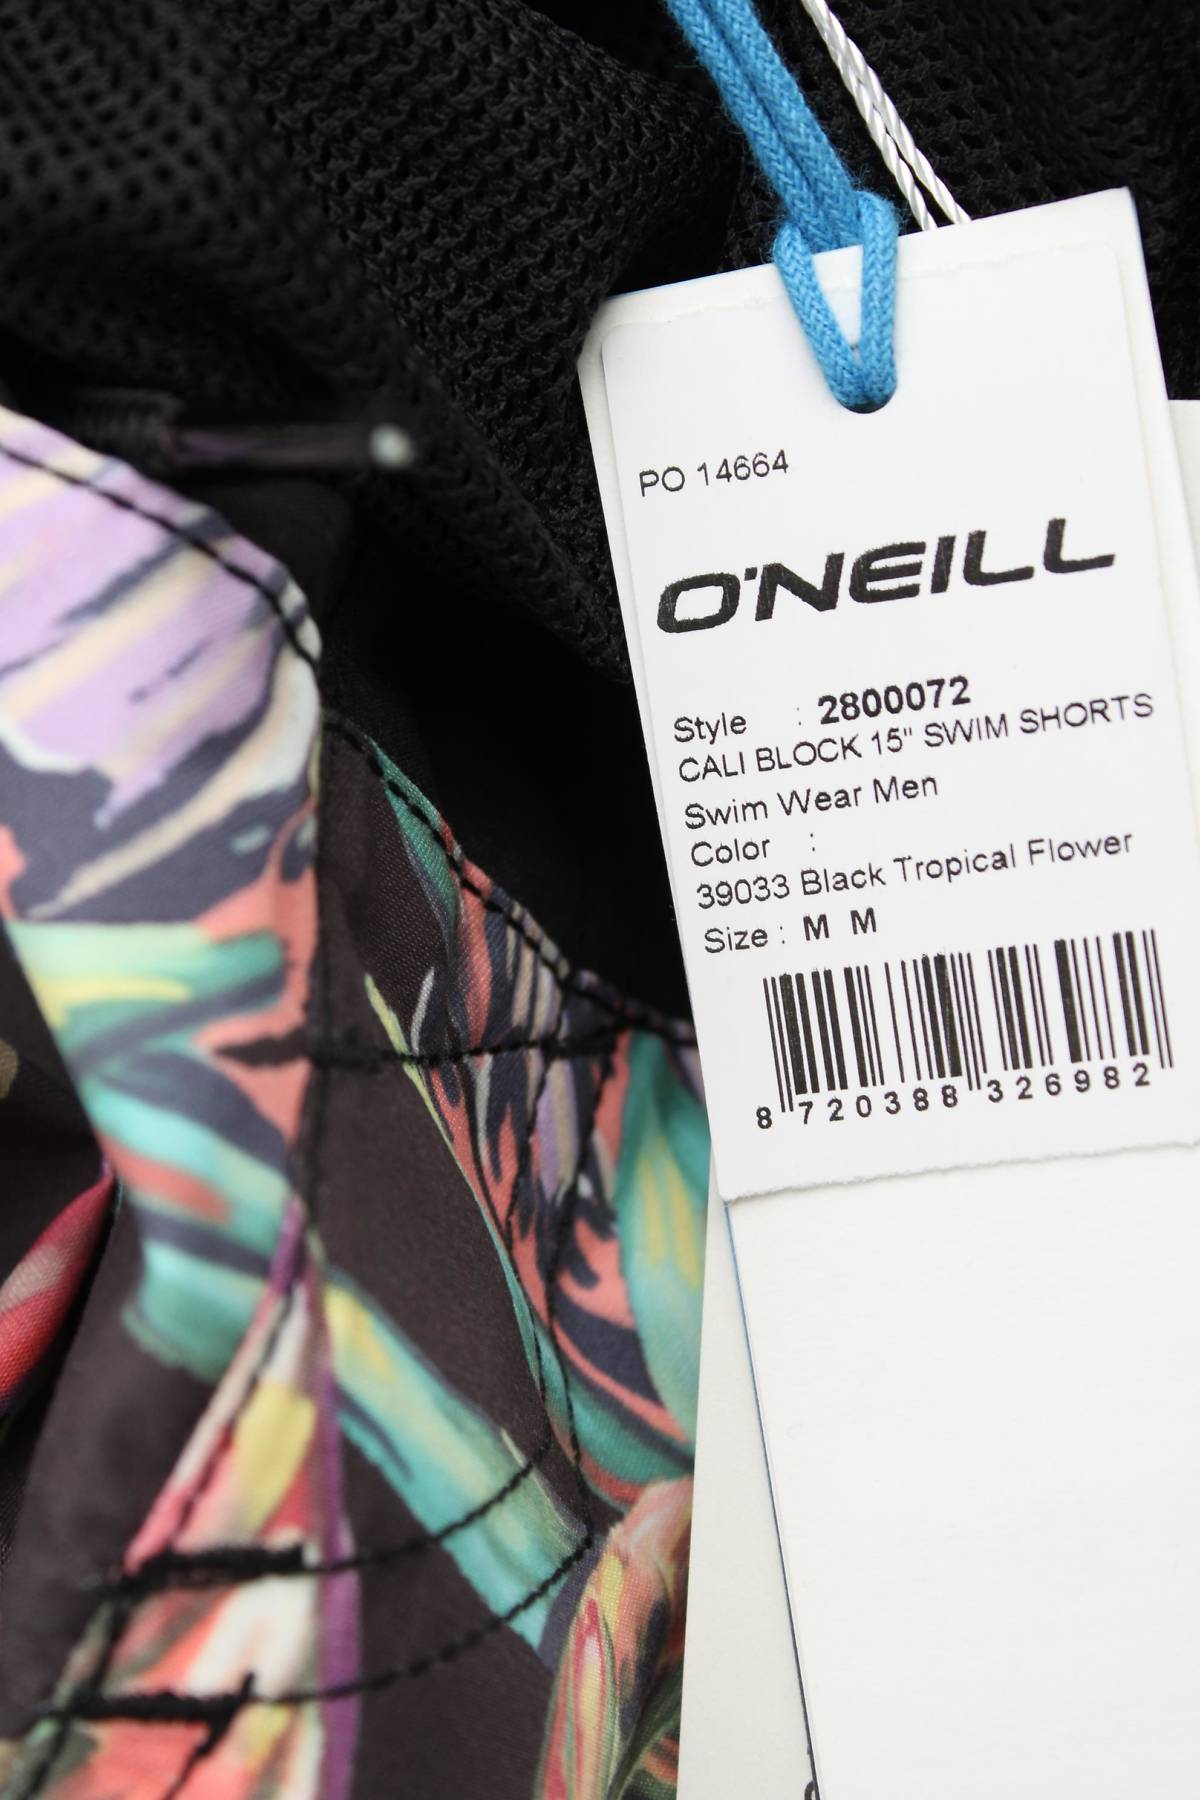 PO 14664
O'NEILL
Style : 2800072
CALI BLOCK 15" SWIM SHORTS
Swim Wear Men
Color :
39033 Black Tropical Flower
Size : M M
8 720388 326982